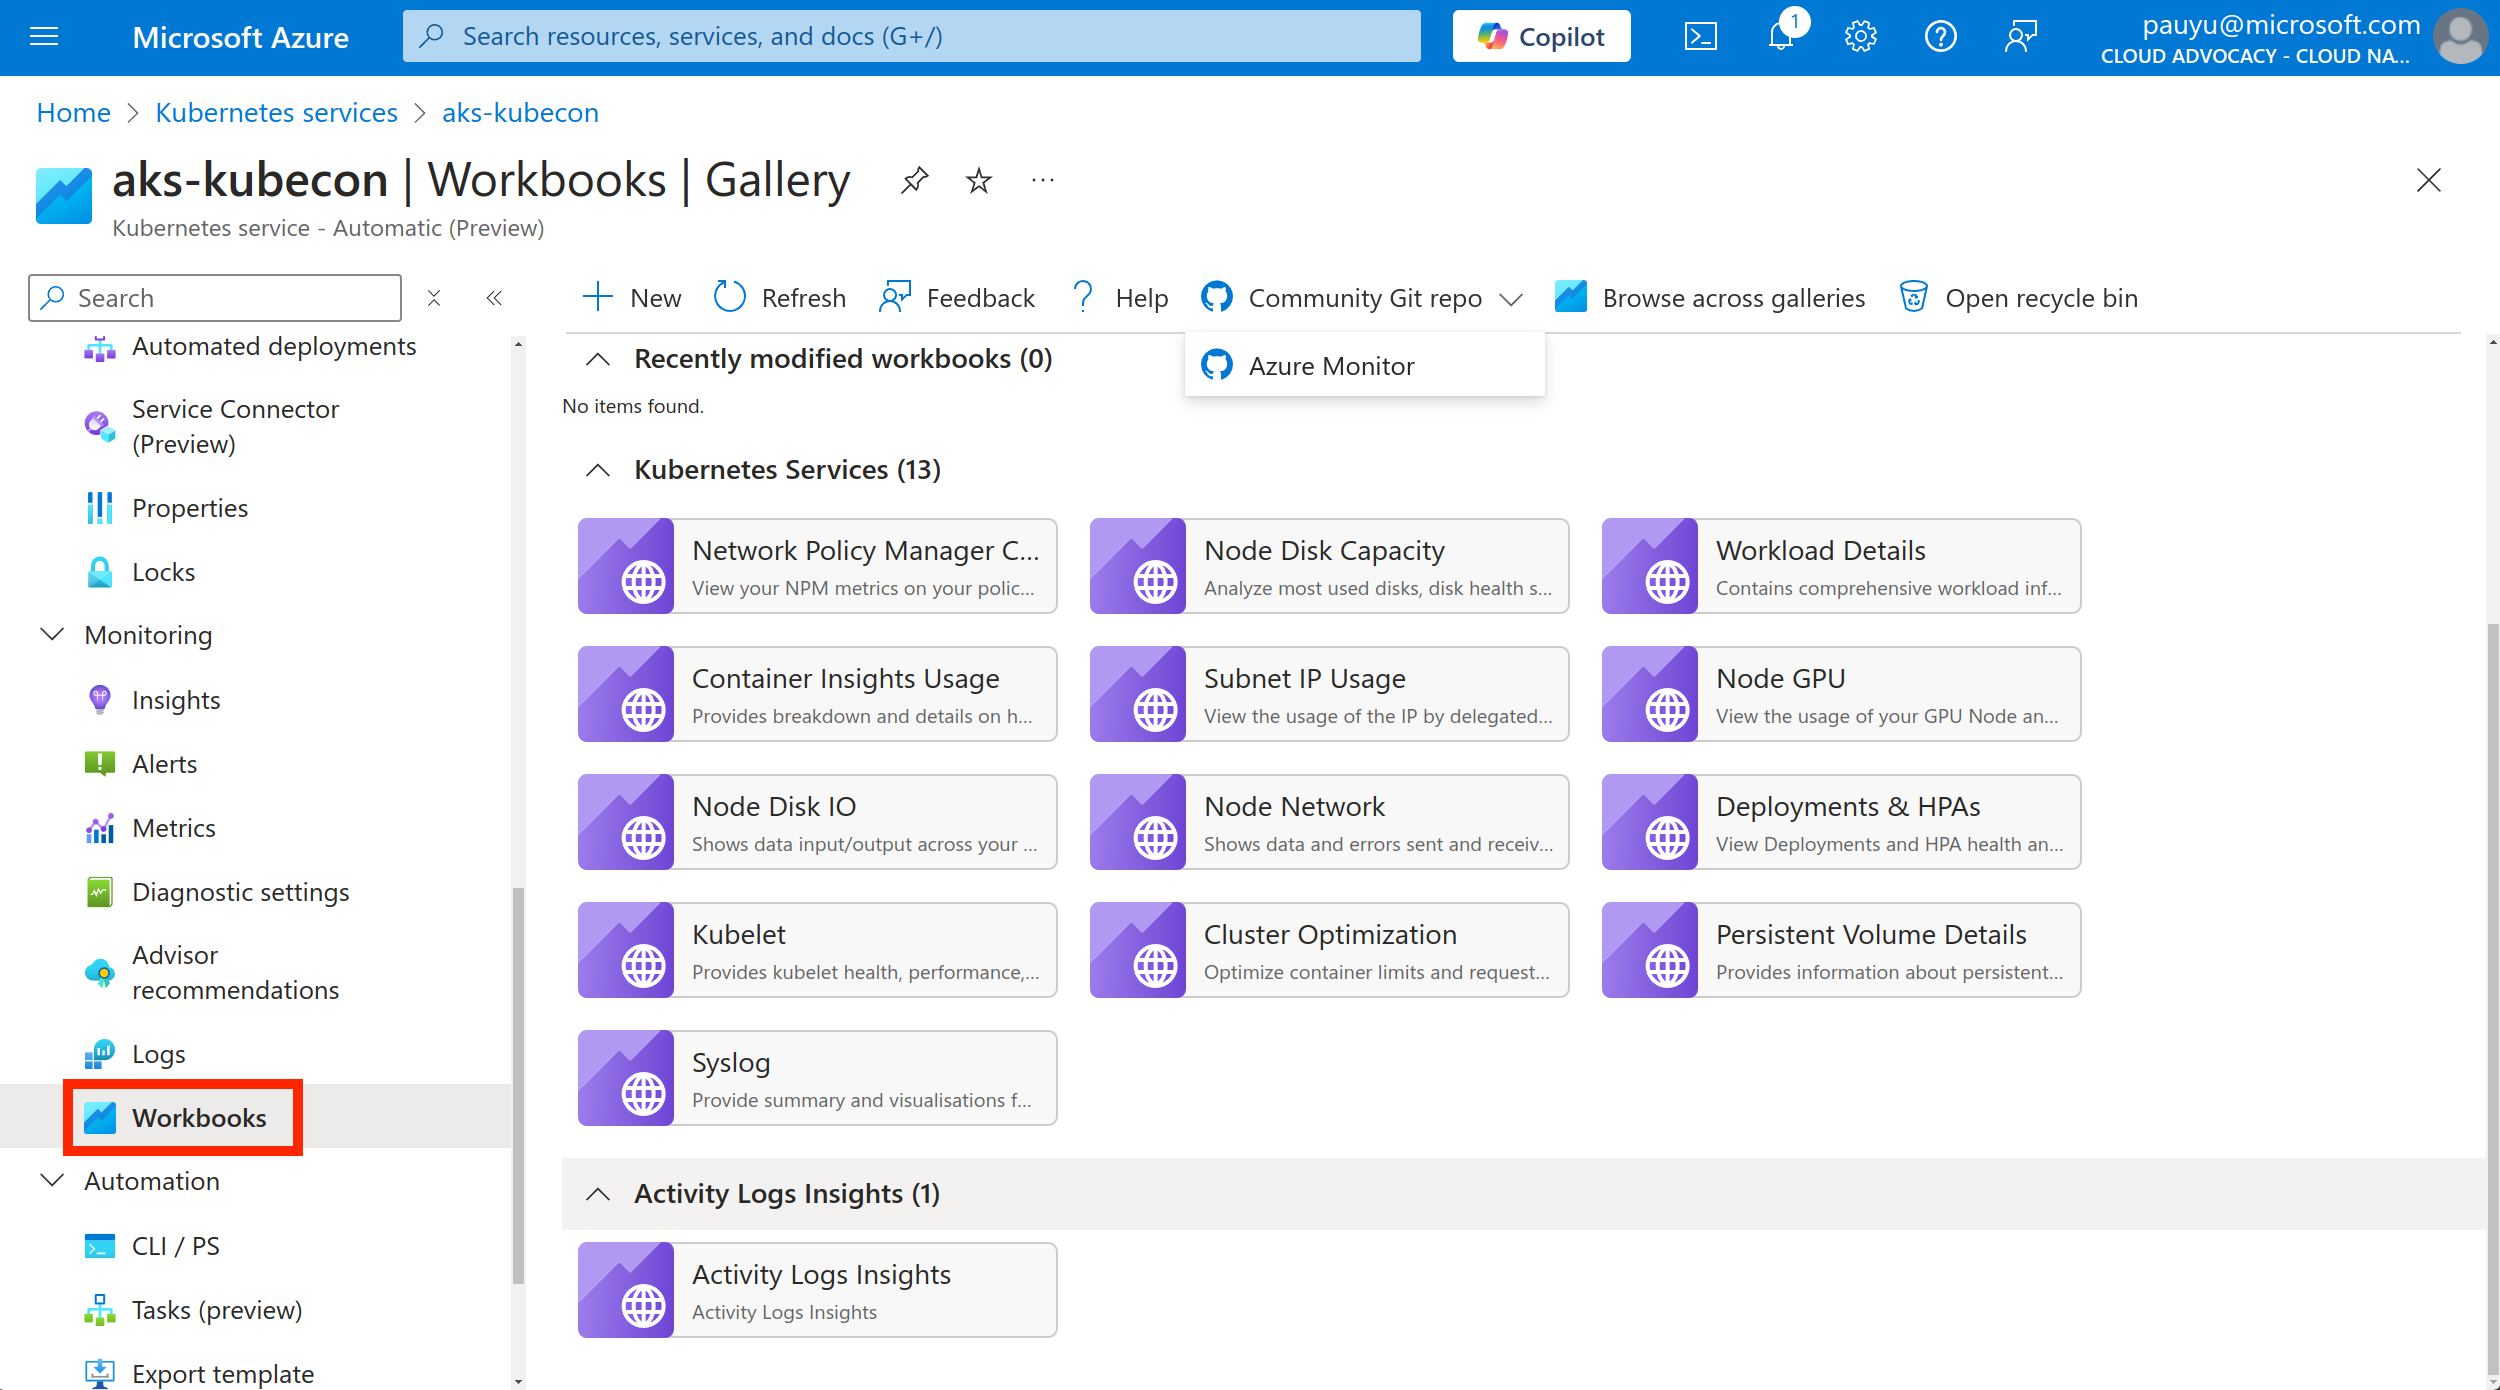 Microsoft Azure
Search resources, services, and docs (G+/)
Copilot
1
pauyu@microsoft.com
CLOUD ADVOCACY - CLOUD NA...
Home > Kubernetes services > aks-kubecon
aks-kubecon | Workbooks | Gallery
Kubernetes service - Automatic (Preview)
Search
Automated deployments
Service Connector
(Preview)
Properties
Locks
Monitoring
Insights
Alerts
Metrics
Diagnostic settings
Advisor
recommendations
Logs
Workbooks
Automation
CLI / PS
Tasks (preview)
Export template
New
Refresh
Feedback
Help
Community Git repo
Browse across galleries
Open recycle bin
Azure Monitor
Recently modified workbooks (0)
No items found.
Kubernetes Services (13)
Network Policy Manager C...
View your NPM metrics on your polic...
Node Disk Capacity
Analyze most used disks, disk health s...
Workload Details
Contains comprehensive workload inf...
Container Insights Usage
Provides breakdown and details on h...
Subnet IP Usage
View the usage of the IP by delegated...
Node GPU
View the usage of your GPU Node an...
Node Disk IO
Shows data input/output across your ...
Node Network
Shows data and errors sent and receiv...
Deployments & HPAs
View Deployments and HPA health an...
Kubelet
Provides kubelet health, performance,...
Cluster Optimization
Optimize container limits and request...
Persistent Volume Details
Provides information about persistent...
Syslog
Provide summary and visualisations f...
Activity Logs Insights (1)
Activity Logs Insights
Activity Logs Insights